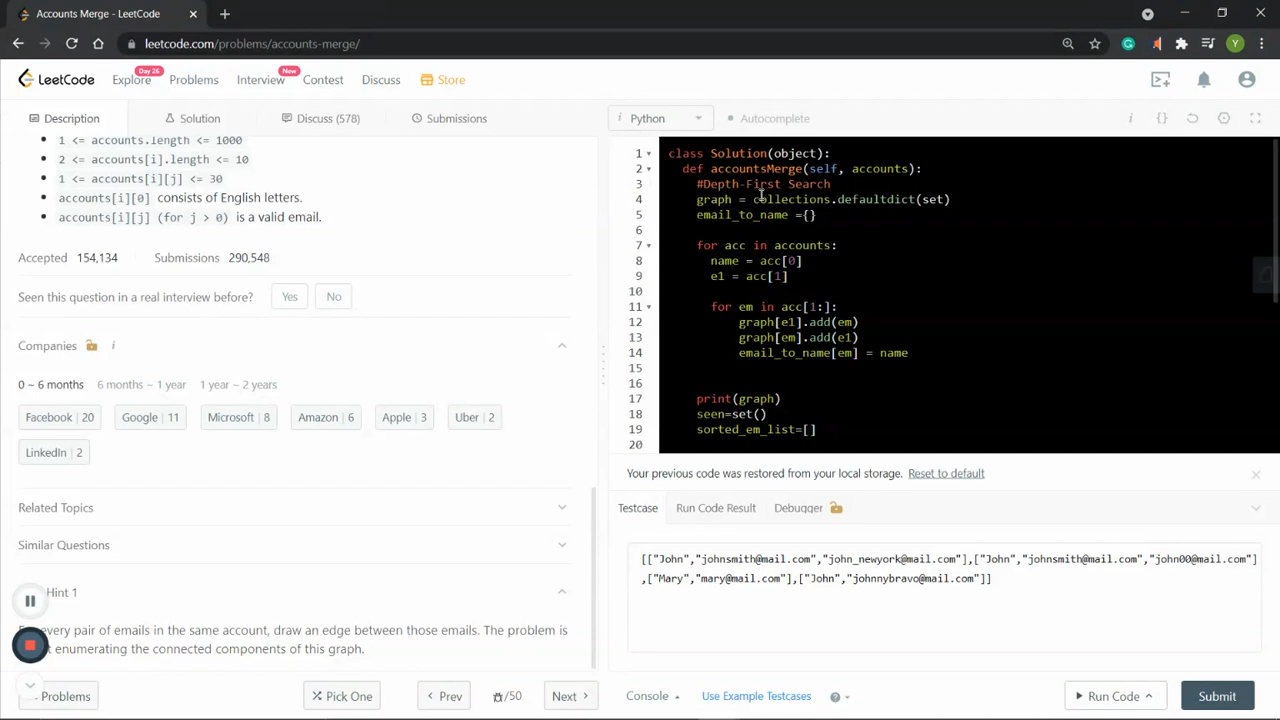 Accounts Merge - LeetCode
leetcode.com/problems/accounts-merge/
LeetCode
Explore
Day 26
Problems
Interview
New
Contest
Discuss
Store
Description
Solution
Discuss (578)
Submissions
1 <= accounts.length <= 1000
2 <= accounts[i].length <= 10
<= accounts[i][j] <= 30
accounts[i][0] consists of English letters.
accounts[i][j] (for j > 0) is a valid email.
Accepted 154,134 Submissions 290,548
Seen this question in a real interview before? Yes No
Companies i
0 ~ 6 months 6 months ~ 1 year 1 year ~ 2 years
Facebook | 20 Google | 11 Microsoft | 8 Amazon | 6 Apple | 3 Uber | 2
LinkedIn | 2
Related Topics
Similar Questions
Hint 1
every pair of emails in the same account, draw an edge between those emails. The problem is
enumerating the connected components of this graph.
Problems
Pick One
Prev
/50
Next
i Python
Autocomplete
1 class Solution(object):
2 def accountsMerge(self, accounts):
3 #Depth-First Search
4 graph = collections.defaultdict(set)
5 email_to_name ={}
6
7 for acc in accounts:
8 name = acc[0]
9 e1 = acc[1]
10
11 for em in acc[1:]:
12 graph[e1].add(em)
13 graph[em].add(e1)
14 email_to_name[em] = name
15
16
17 print(graph)
18 seen=set()
19 sorted_em_list=[]
20
Your previous code was restored from your local storage. Reset to default
Testcase Run Code Result Debugger
[["John","johnsmith@mail.com","john_newyork@mail.com"],["John","johnsmith@mail.com","john00@mail.com"]
,["Mary","mary@mail.com"],["John","johnnybravo@mail.com"]]
Console
Use Example Testcases
Run Code
Submit